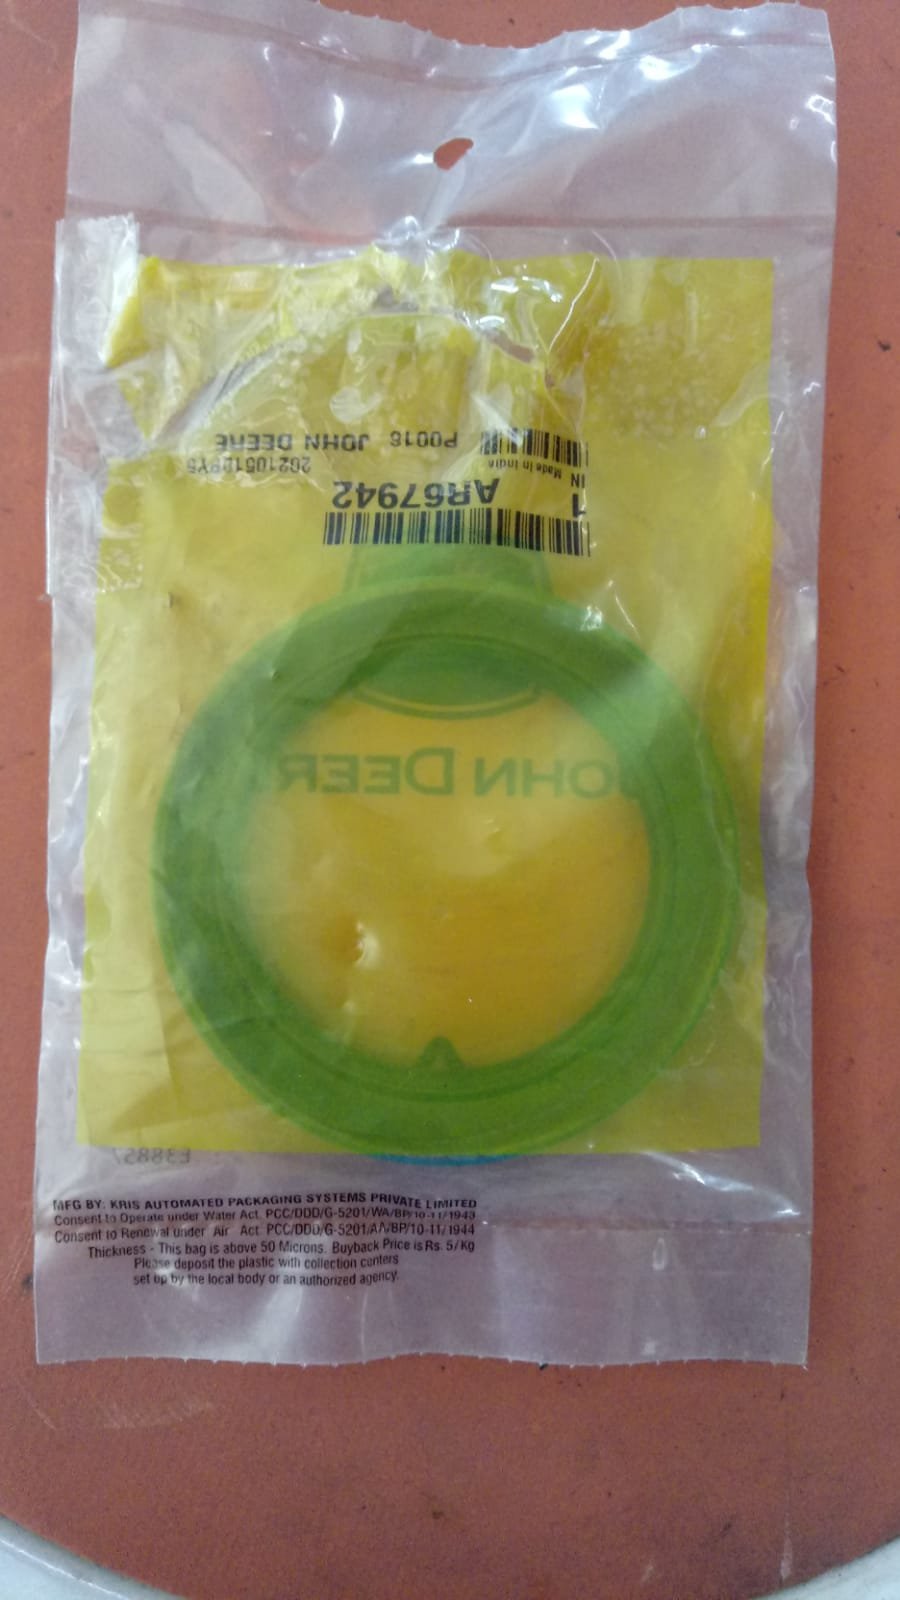 P0016 JOHN DEERE
Made in India
20210512PY5
1 IN
AR67942
JOHN DEER
E38857
MFG BY: KRIS AUTOMATED PACKAGING SYSTEMS PRIVATE LIMITED
Consent to Operate under Water Act. PCC/DDD/G-5201/WA/BP/10-11/1943
Consent to Renewal under Air Act. PCC/DDD/G-5201/AA/BP/10-11/1944
Thickness - This bag is above 50 Microns. Buyback Price is Rs. 5/Kg
Please deposit the plastic with collection centers
set up by the local body or an authorized agency.